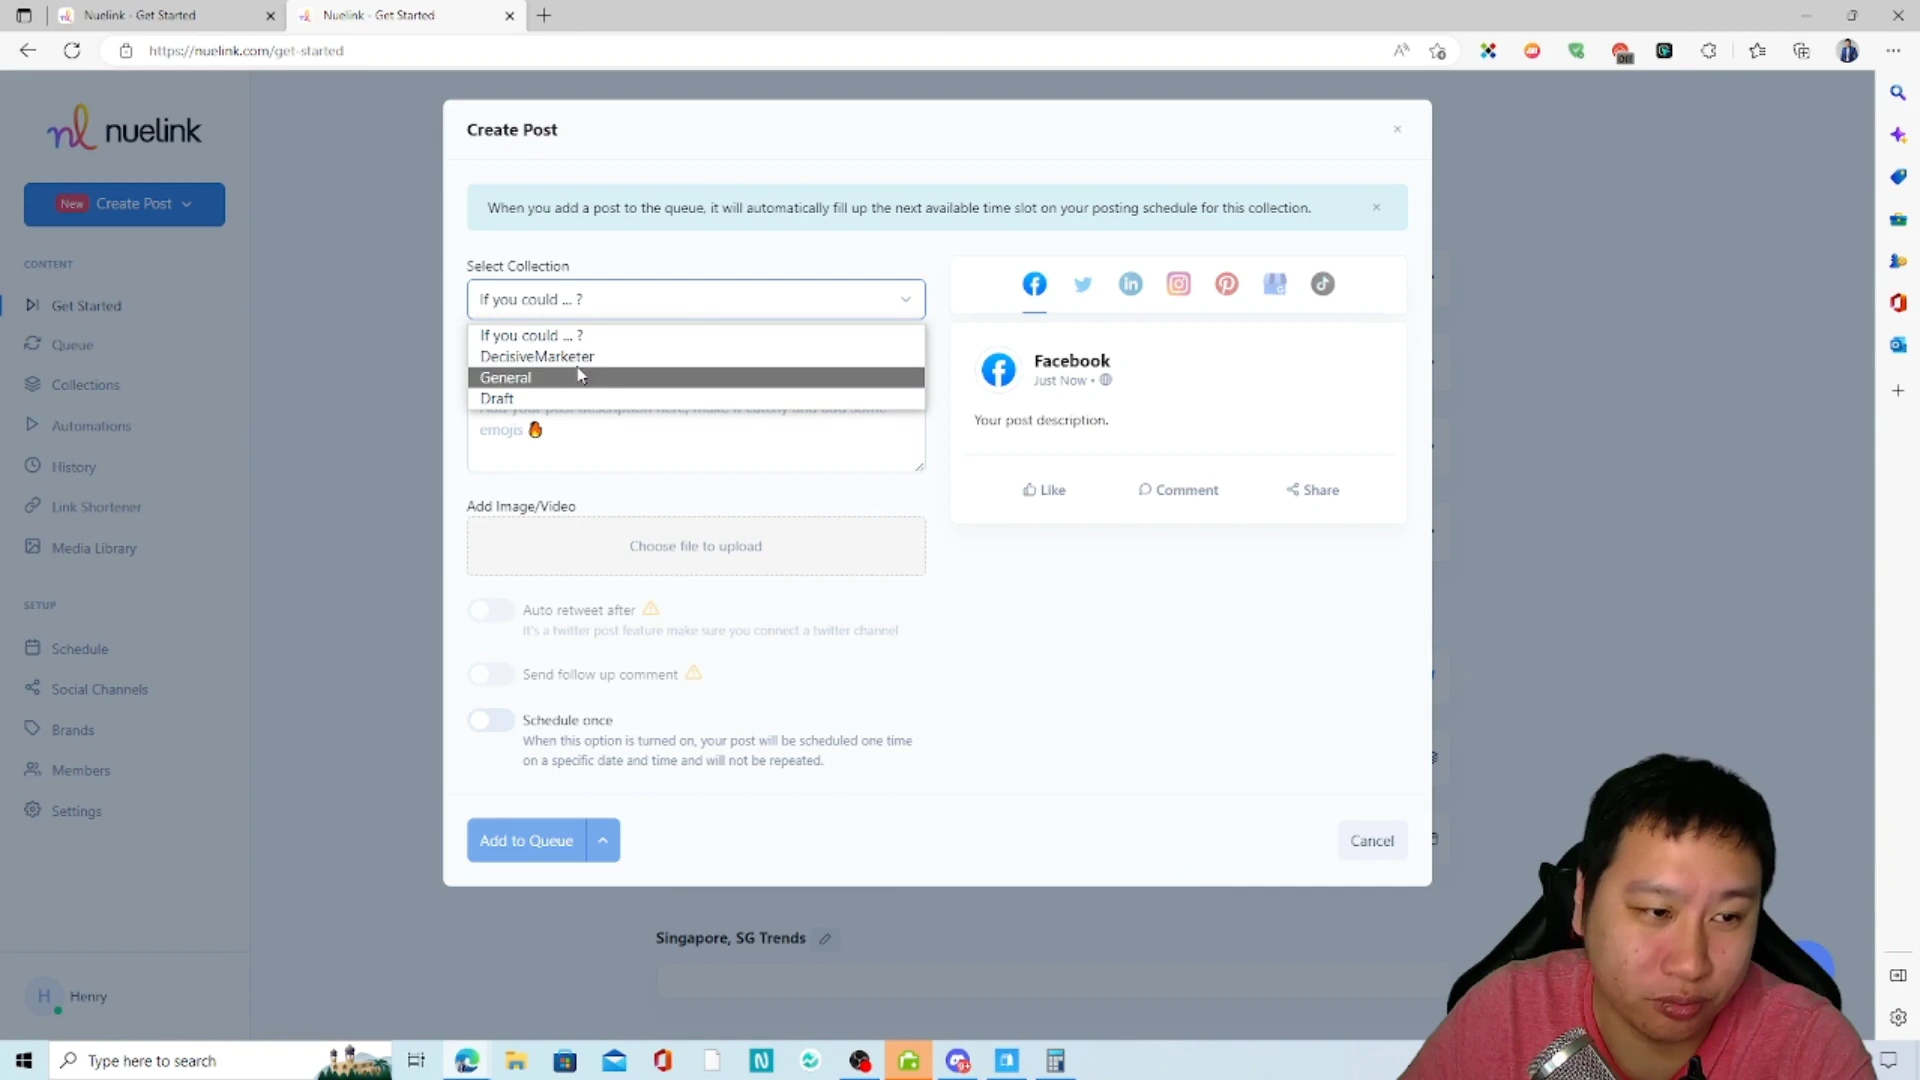 Nuelink - Get Started
Nuelink - Get Started
https://nuelink.com/get-started
nl nuelink
New Create Post
CONTENT
Get Started
Queue
Collections
Automations
History
Link Shortener
Media Library
SETUP
Schedule
Social Channels
Brands
Members
Settings
H Henry
Create Post
When you add a post to the queue, it will automatically fill up the next available time slot on your posting schedule for this collection.
Select Collection
If you could ... ?
If you could ... ?
DecisiveMarketer
General
Draft
emojis 🔥
Add Image/Video
Choose file to upload
Auto retweet after
It's a twitter post feature make sure you connect a twitter channel
Send follow up comment
Schedule once
When this option is turned on, your post will be scheduled one time
on a specific date and time and will not be repeated.
Add to Queue
Cancel
Facebook
Just Now •
Your post description.
Like Comment Share
Singapore, SG Trends
Type here to search